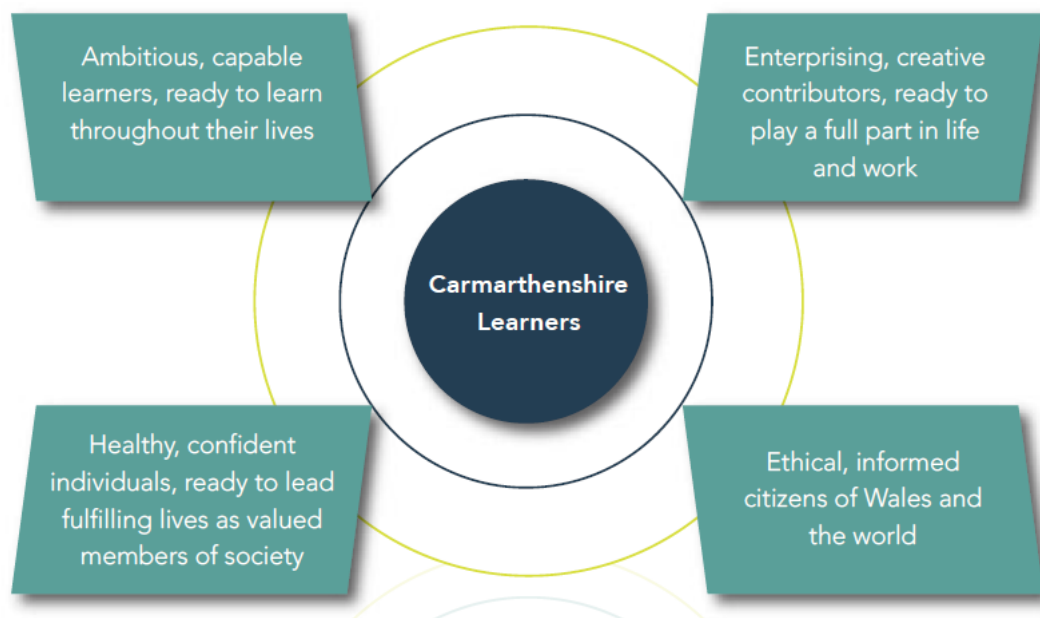 Ambitious, capable
learners, ready to learn
throughout their lives
Enterprising, creative
contributors, ready to
play a full part in life
and work
Carmarthenshire
Learners
Healthy, confident
individuals, ready to lead
fulfilling lives as valued
members of society
Ethical, informed
citizens of Wales and
the world